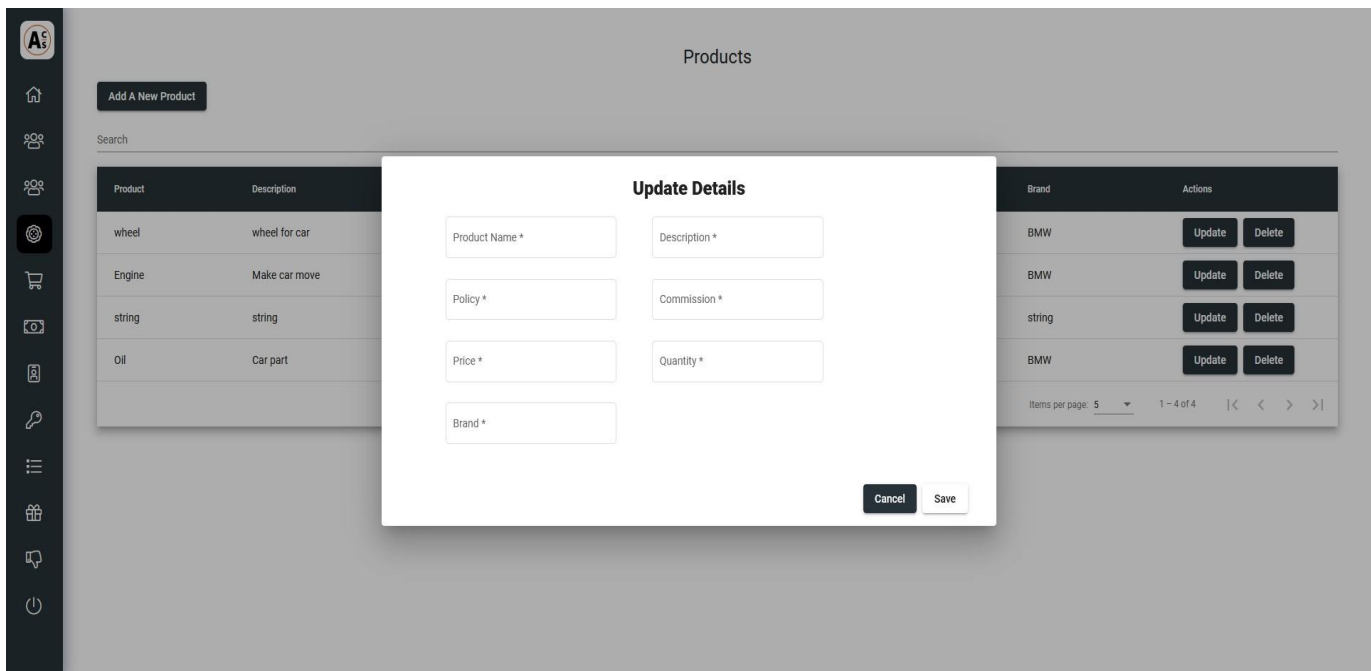 Acs
Products
Add A New Product
Search
Product Description Brand Actions
wheel wheel for car BMW Update Delete
Engine Make car move BMW Update Delete
string string string Update Delete
Oil Car part BMW Update Delete
Items per page: 5 1 – 4 of 4
Update Details
Product Name * Description *
Policy * Commission *
Price * Quantity *
Brand *
Cancel Save